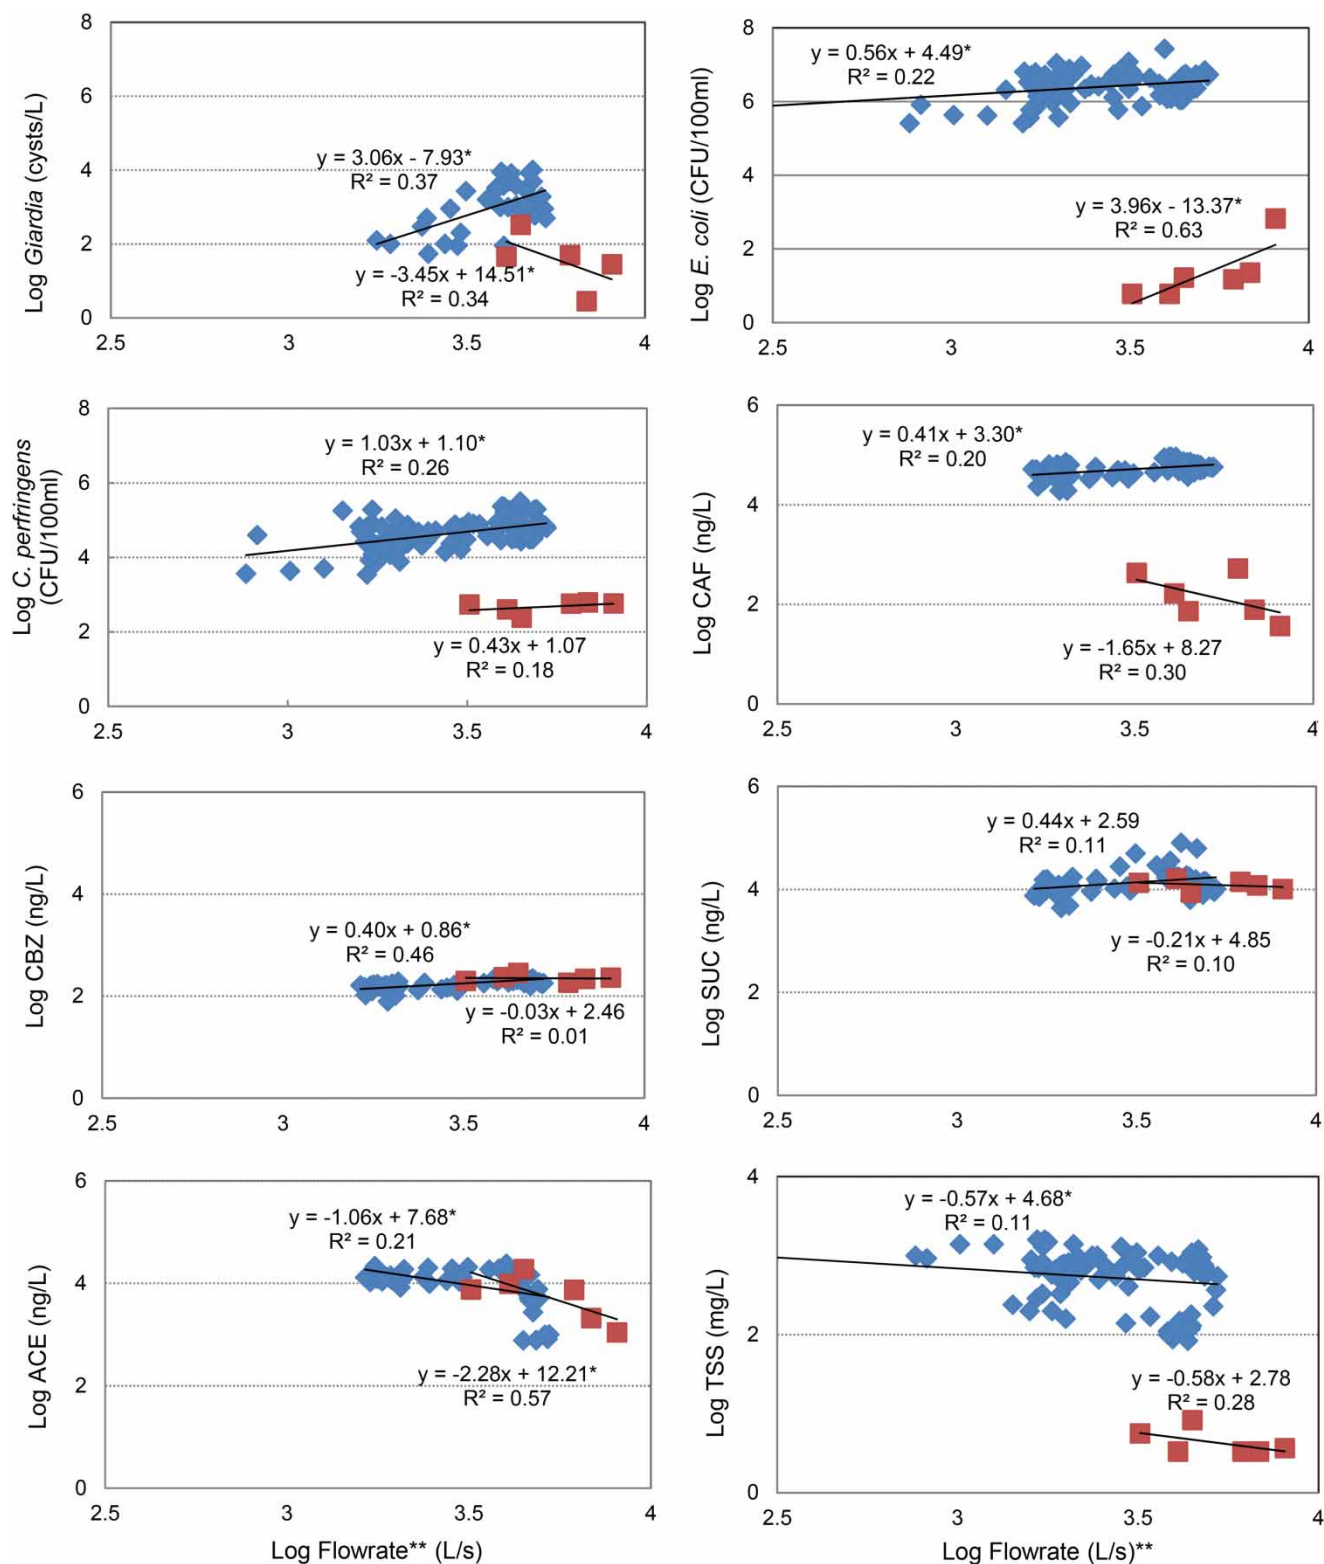 8
6
4
2
0
2.5
3
3.5
4
Log Giardia (cysts/L)
y = 3.06x - 7.93*
R² = 0.37
y = -3.45x + 14.51*
R² = 0.34
8
6
4
2
0
2.5
3
3.5
4
Log E. coli (CFU/100ml)
y = 0.56x + 4.49*
R² = 0.22
y = 3.96x - 13.37*
R² = 0.63
8
6
4
2
0
2.5
3
3.5
4
Log C. perfringens
(CFU/100ml)
y = 1.03x + 1.10*
R² = 0.26
y = 0.43x + 1.07
R² = 0.18
6
4
2
0
2.5
3
3.5
4
Log CAF (ng/L)
y = 0.41x + 3.30*
R² = 0.20
y = -1.65x + 8.27
R² = 0.30
6
4
2
0
2.5
3
3.5
4
Log CBZ (ng/L)
y = 0.40x + 0.86*
R² = 0.46
y = -0.03x + 2.46
R² = 0.01
6
4
2
0
2.5
3
3.5
4
Log SUC (ng/L)
y = 0.44x + 2.59
R² = 0.11
y = -0.21x + 4.85
R² = 0.10
6
4
2
0
2.5
3
3.5
4
Log ACE (ng/L)
y = -1.06x + 7.68*
R² = 0.21
y = -2.28x + 12.21*
R² = 0.57
Log Flowrate** (L/s)
4
2
0
2.5
3
3.5
4
Log TSS (mg/L)
y = -0.57x + 4.68*
R² = 0.11
y = -0.58x + 2.78
R² = 0.28
Log Flowrate (L/s)**